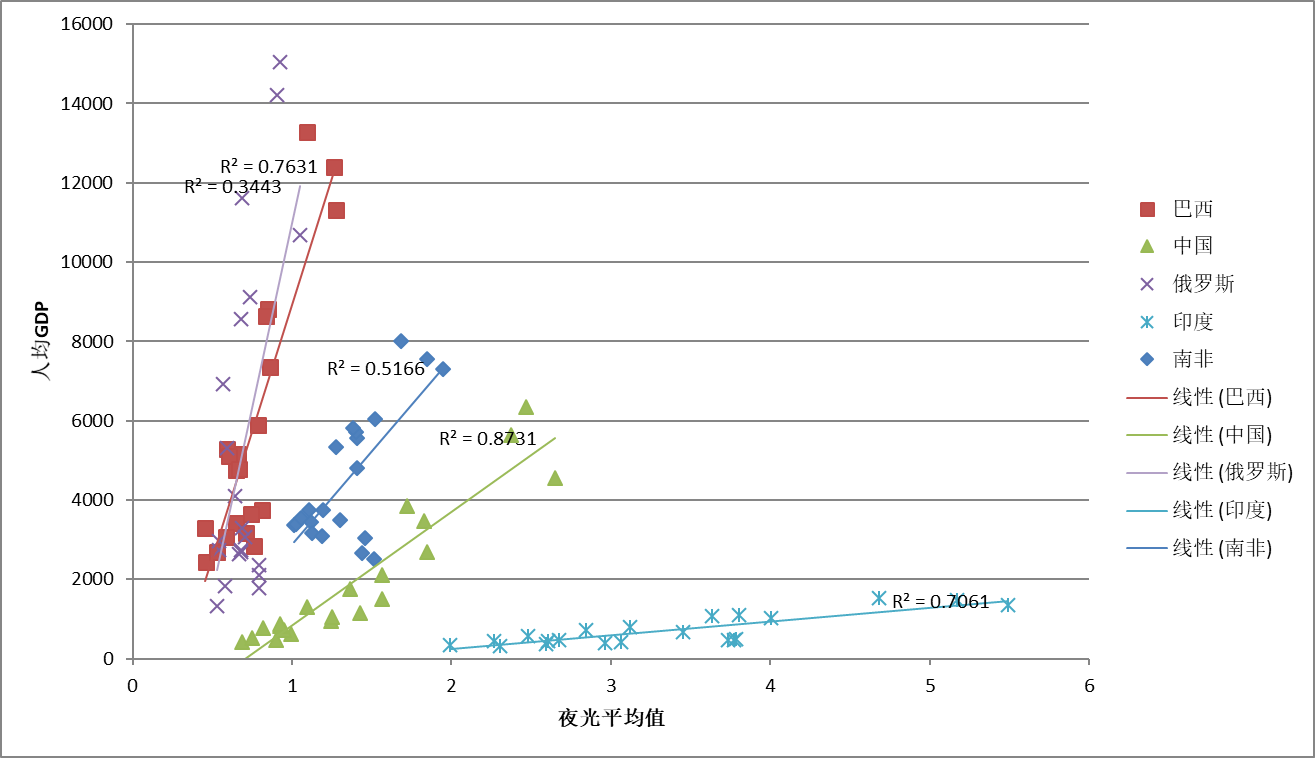 16000
14000
12000
10000
8000
6000
4000
2000
0
人均GDP
R² = 0.7631
R² = 0.3443
R² = 0.5166
R² = 0.8731
R² = 0.7061
0 1 2 3 4 5 6
夜光平均值
巴西
中国
俄罗斯
印度
南非
线性 (巴西)
线性 (中国)
线性 (俄罗斯)
线性 (印度)
线性 (南非)